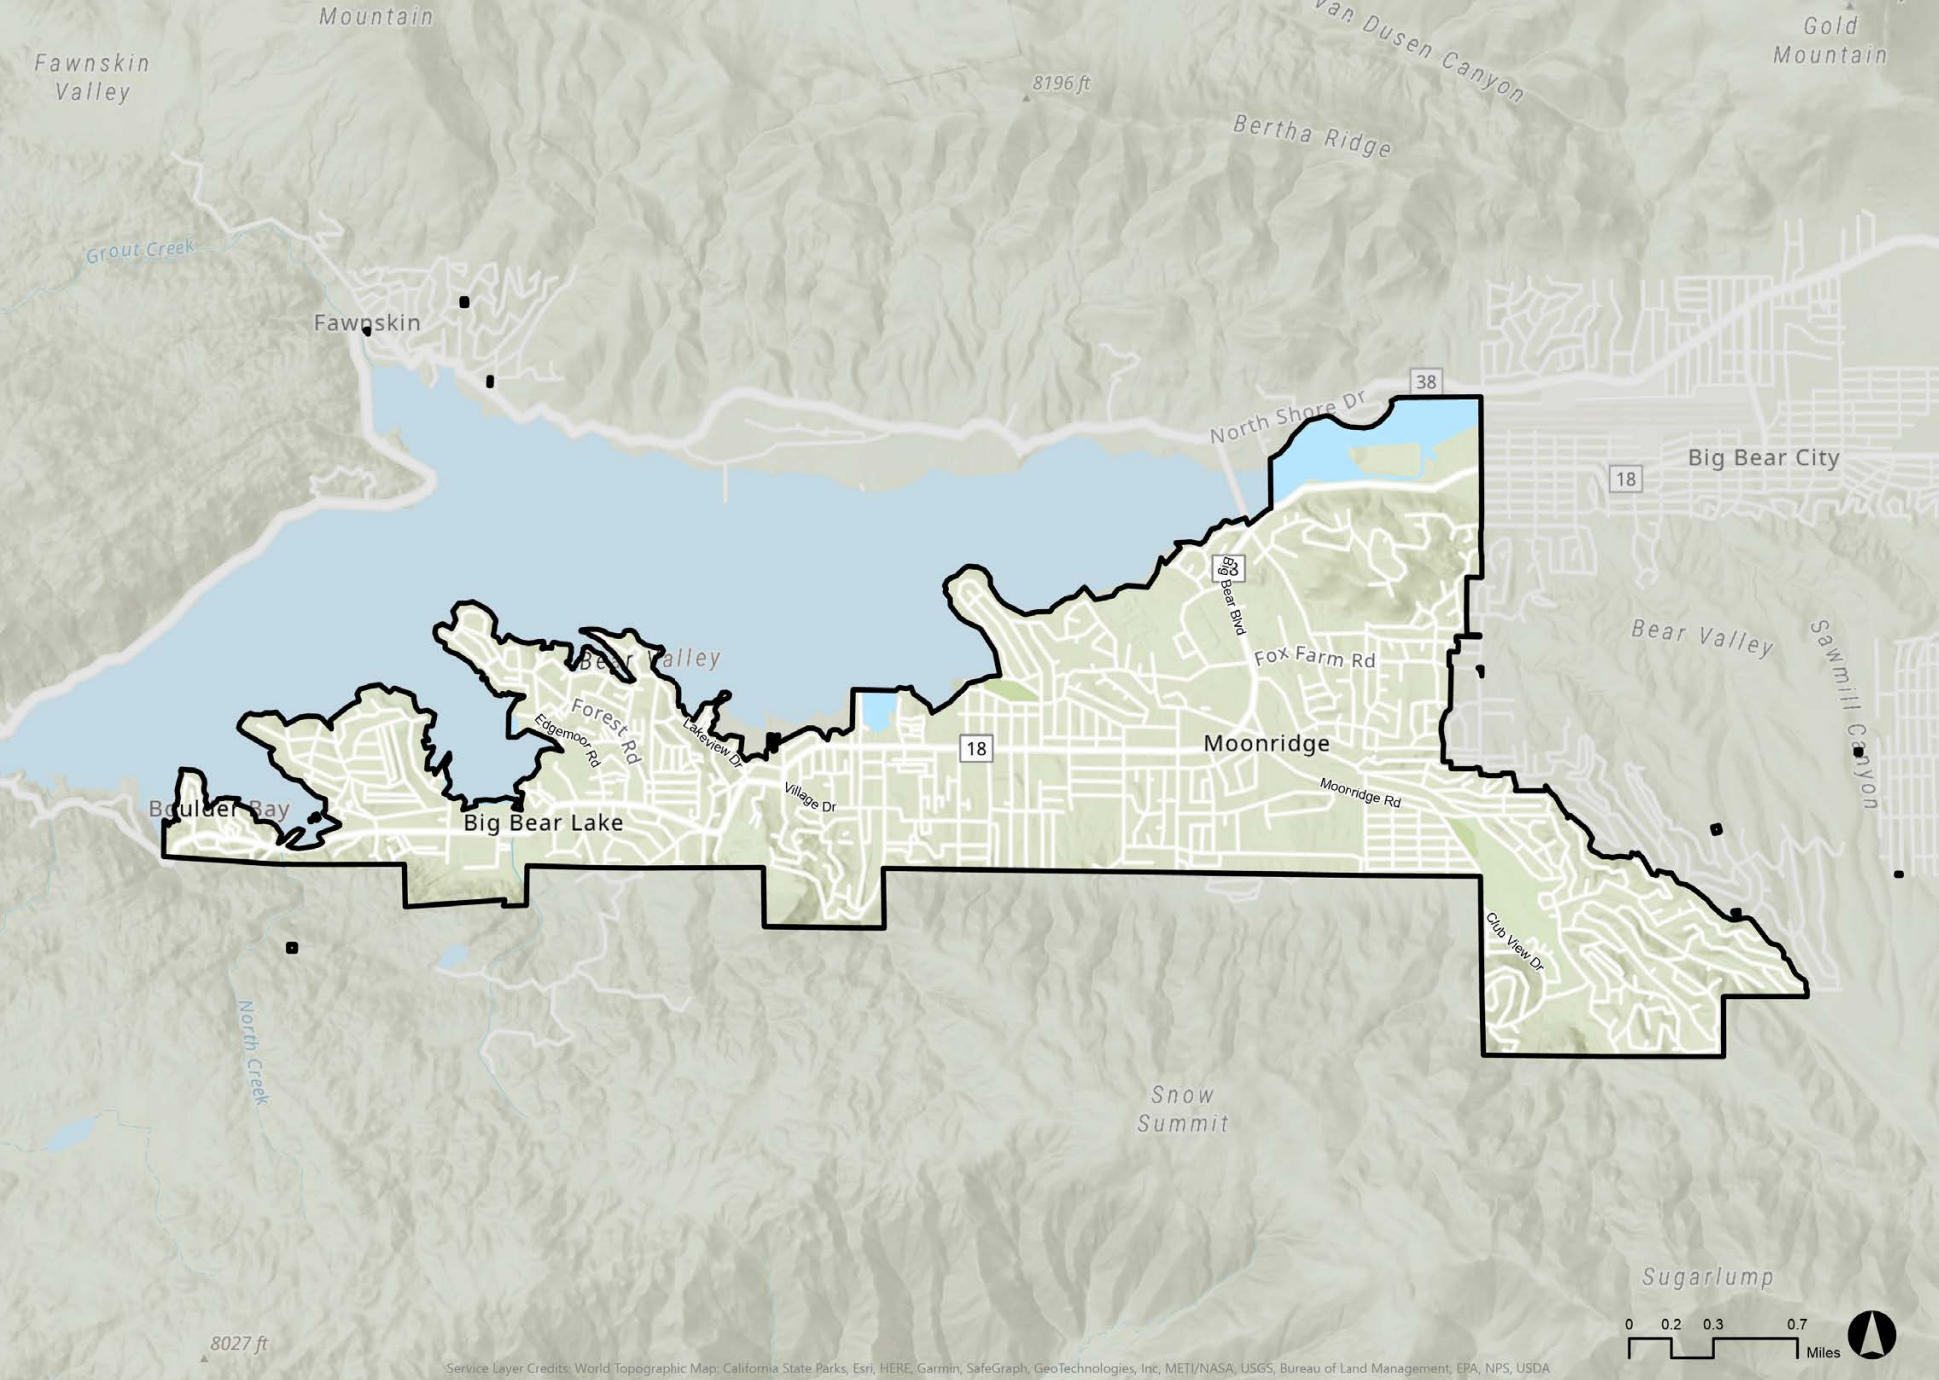 Mountain
Van Dusen Canyon
Gold
Mountain
Fawnskin
Valley
8196 ft
Bertha Ridge
Grout Creek
Fawnskin
38
North Shore Dr
Big Bear City
18
Big Bear Blvd
Bear Valley
Sawmill Canyon
Bear Valley
Fox Farm Rd
Forest Rd
Edgemoor Rd
Lakeview Dr
18
Moonridge
Village Dr
Moonridge Rd
Boulder Bay
Big Bear Lake
Club View Dr
North Creek
Snow
Summit
Sugarlump
0 0.2 0.3 0.7
Miles
8027 ft
Service Layer Credits: World Topographic Map: California State Parks, Esri, HERE, Garmin, SafeGraph, GeoTechnologies, Inc, METI/NASA, USGS, Bureau of Land Management, EPA, NPS, USDA